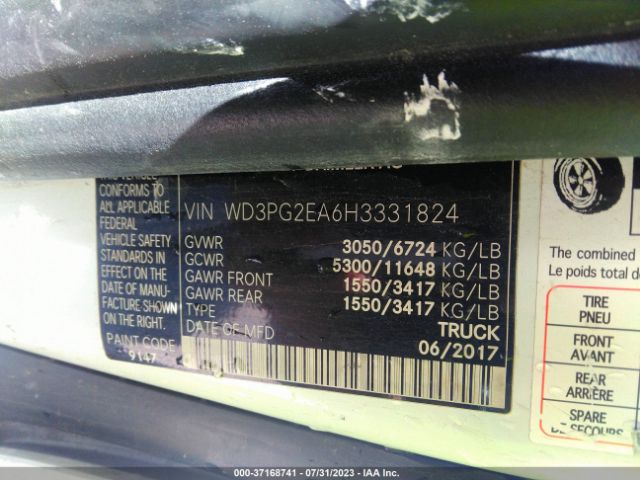 THIS VEHICLE
CONFORMS TO
ALL APPLICABLE
FEDERAL
VEHICLE SAFETY
STANDARDS IN
EFFECT ON THE
DATE OF MANU-
FACTURE SHOWN
ON THE RIGHT.
PAINT CODE
9147
VIN WD3PG2EA6H3331824
GVWR 3050/6724 KG/LB
GCWR 5300/11648 KG/LB
GAWR FRONT 1550/3417 KG/LB
GAWR REAR 1550/3417 KG/LB
TYPE TRUCK
DATE OF MFD 06/2017
The combined
Le poids total d
TIRE
PNEU
FRONT
AVANT
REAR
ARRIÈRE
SPARE
DE SECOURS
000-37168741 / 07/31/2023 - IAA Inc.